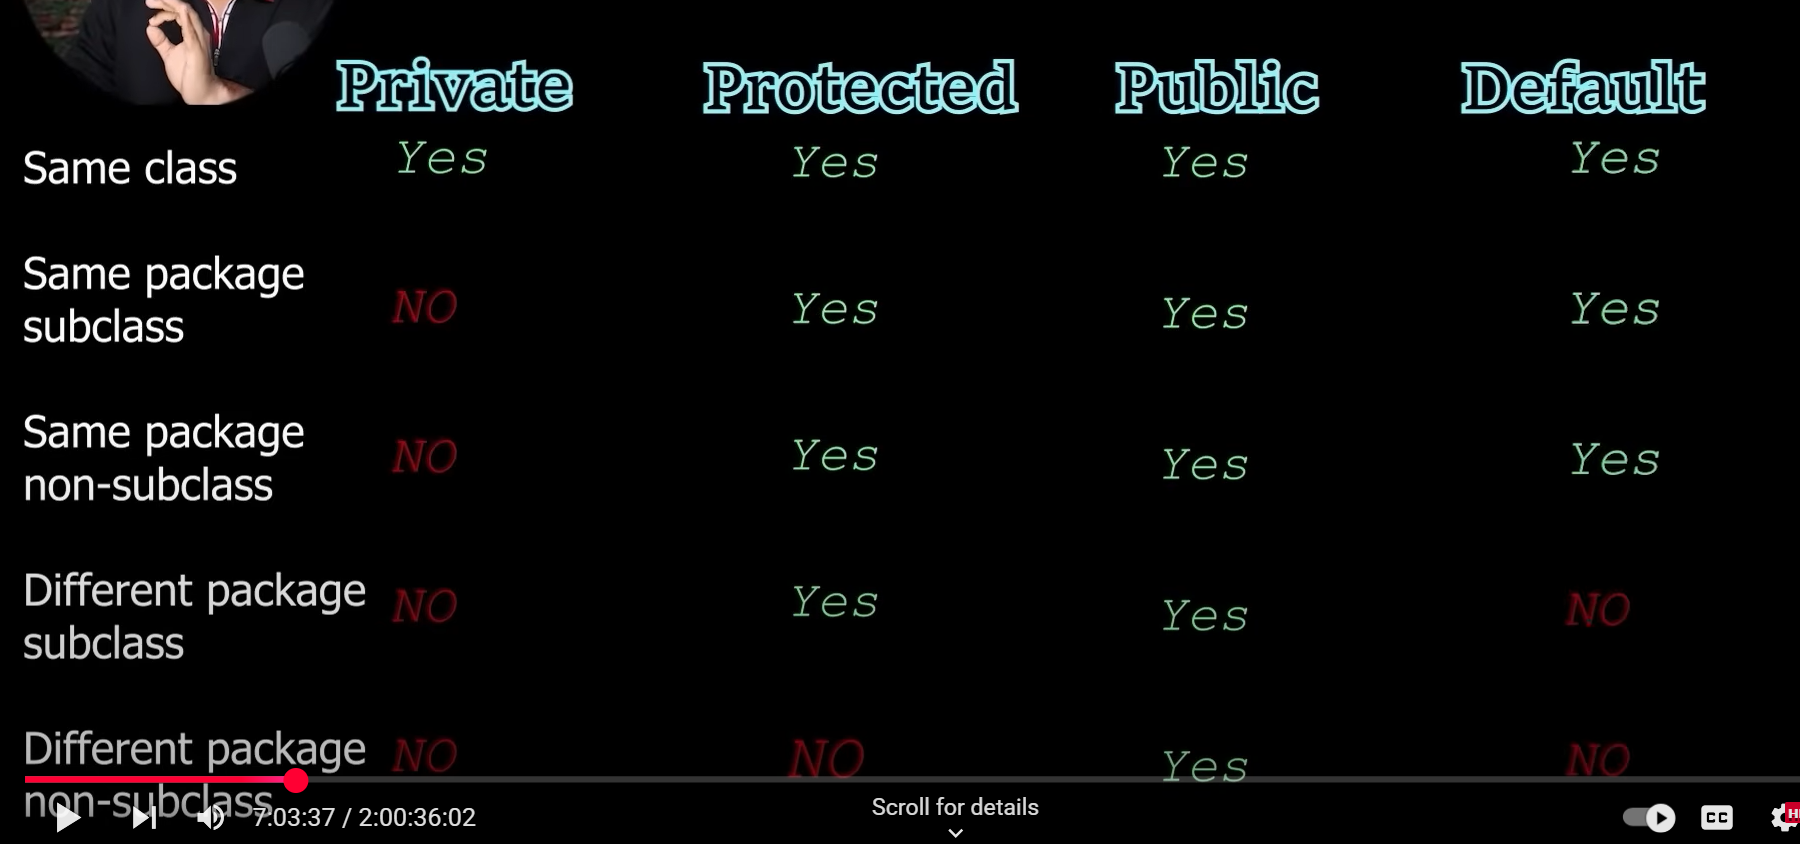 Private Protected Public Default
Same class Yes Yes Yes Yes
Same package
subclass NO Yes Yes Yes
Same package
non-subclass NO Yes Yes Yes
Different package
subclass NO Yes Yes NO
Different package NO NO Yes NO
non-subclass
7:03:37 / 2:00:36:02
Scroll for details
CC